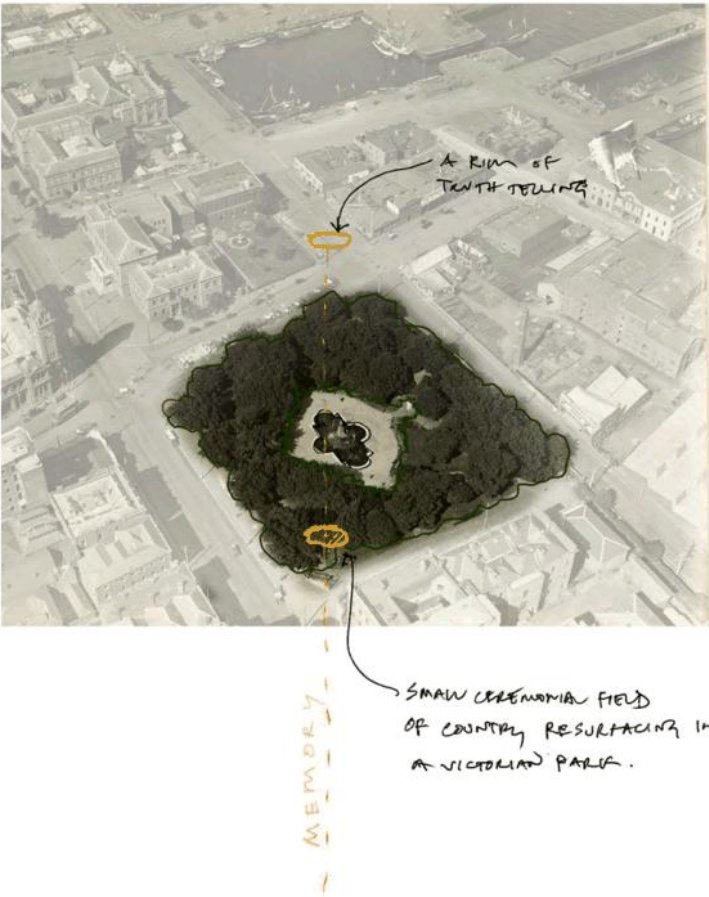 A RIM OF
TRUTH TELLING
SMALL CEREMONIAL FIELD
OF COUNTRY RESURFACING IN
A VICTORIAN PARK.
MEMORY